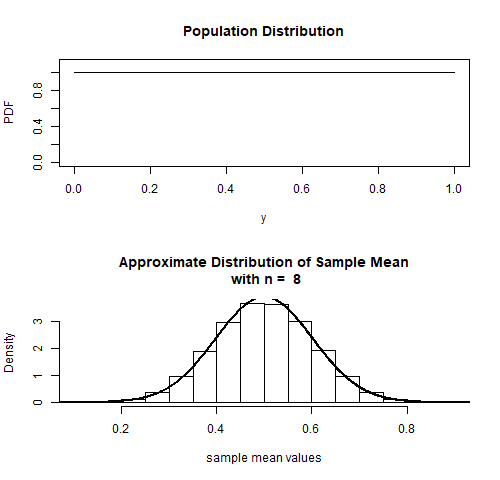 Population Distribution
PDF
0.0 0.4 0.8
0.0 0.2 0.4 0.6 0.8 1.0
y
Approximate Distribution of Sample Mean
with n = 8
Density
0 1 2 3
0.2 0.4 0.6 0.8
sample mean values